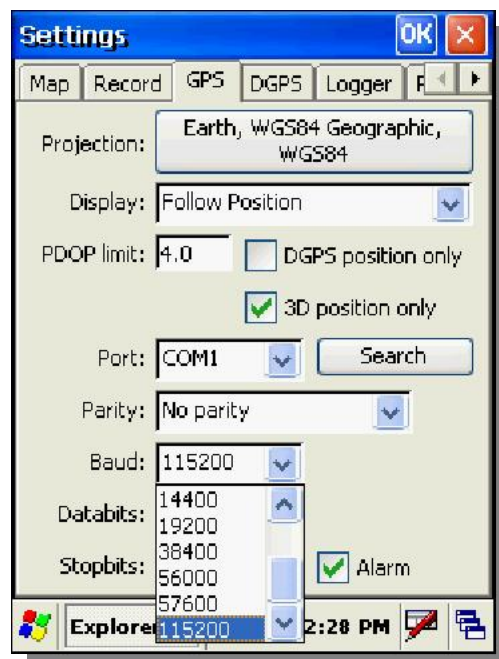 Settings OK
Map Record GPS DGPS Logger
Projection: Earth, WGS84 Geographic,
WGS84
Display: Follow Position
PDOP limit: 4.0 DGPS position only
3D position only
Port: COM1 Search
Parity: No parity
Baud: 115200
14400
Databits: 19200
38400
Stopbits: 56000 Alarm
57600
Explore 115200 2:28 PM